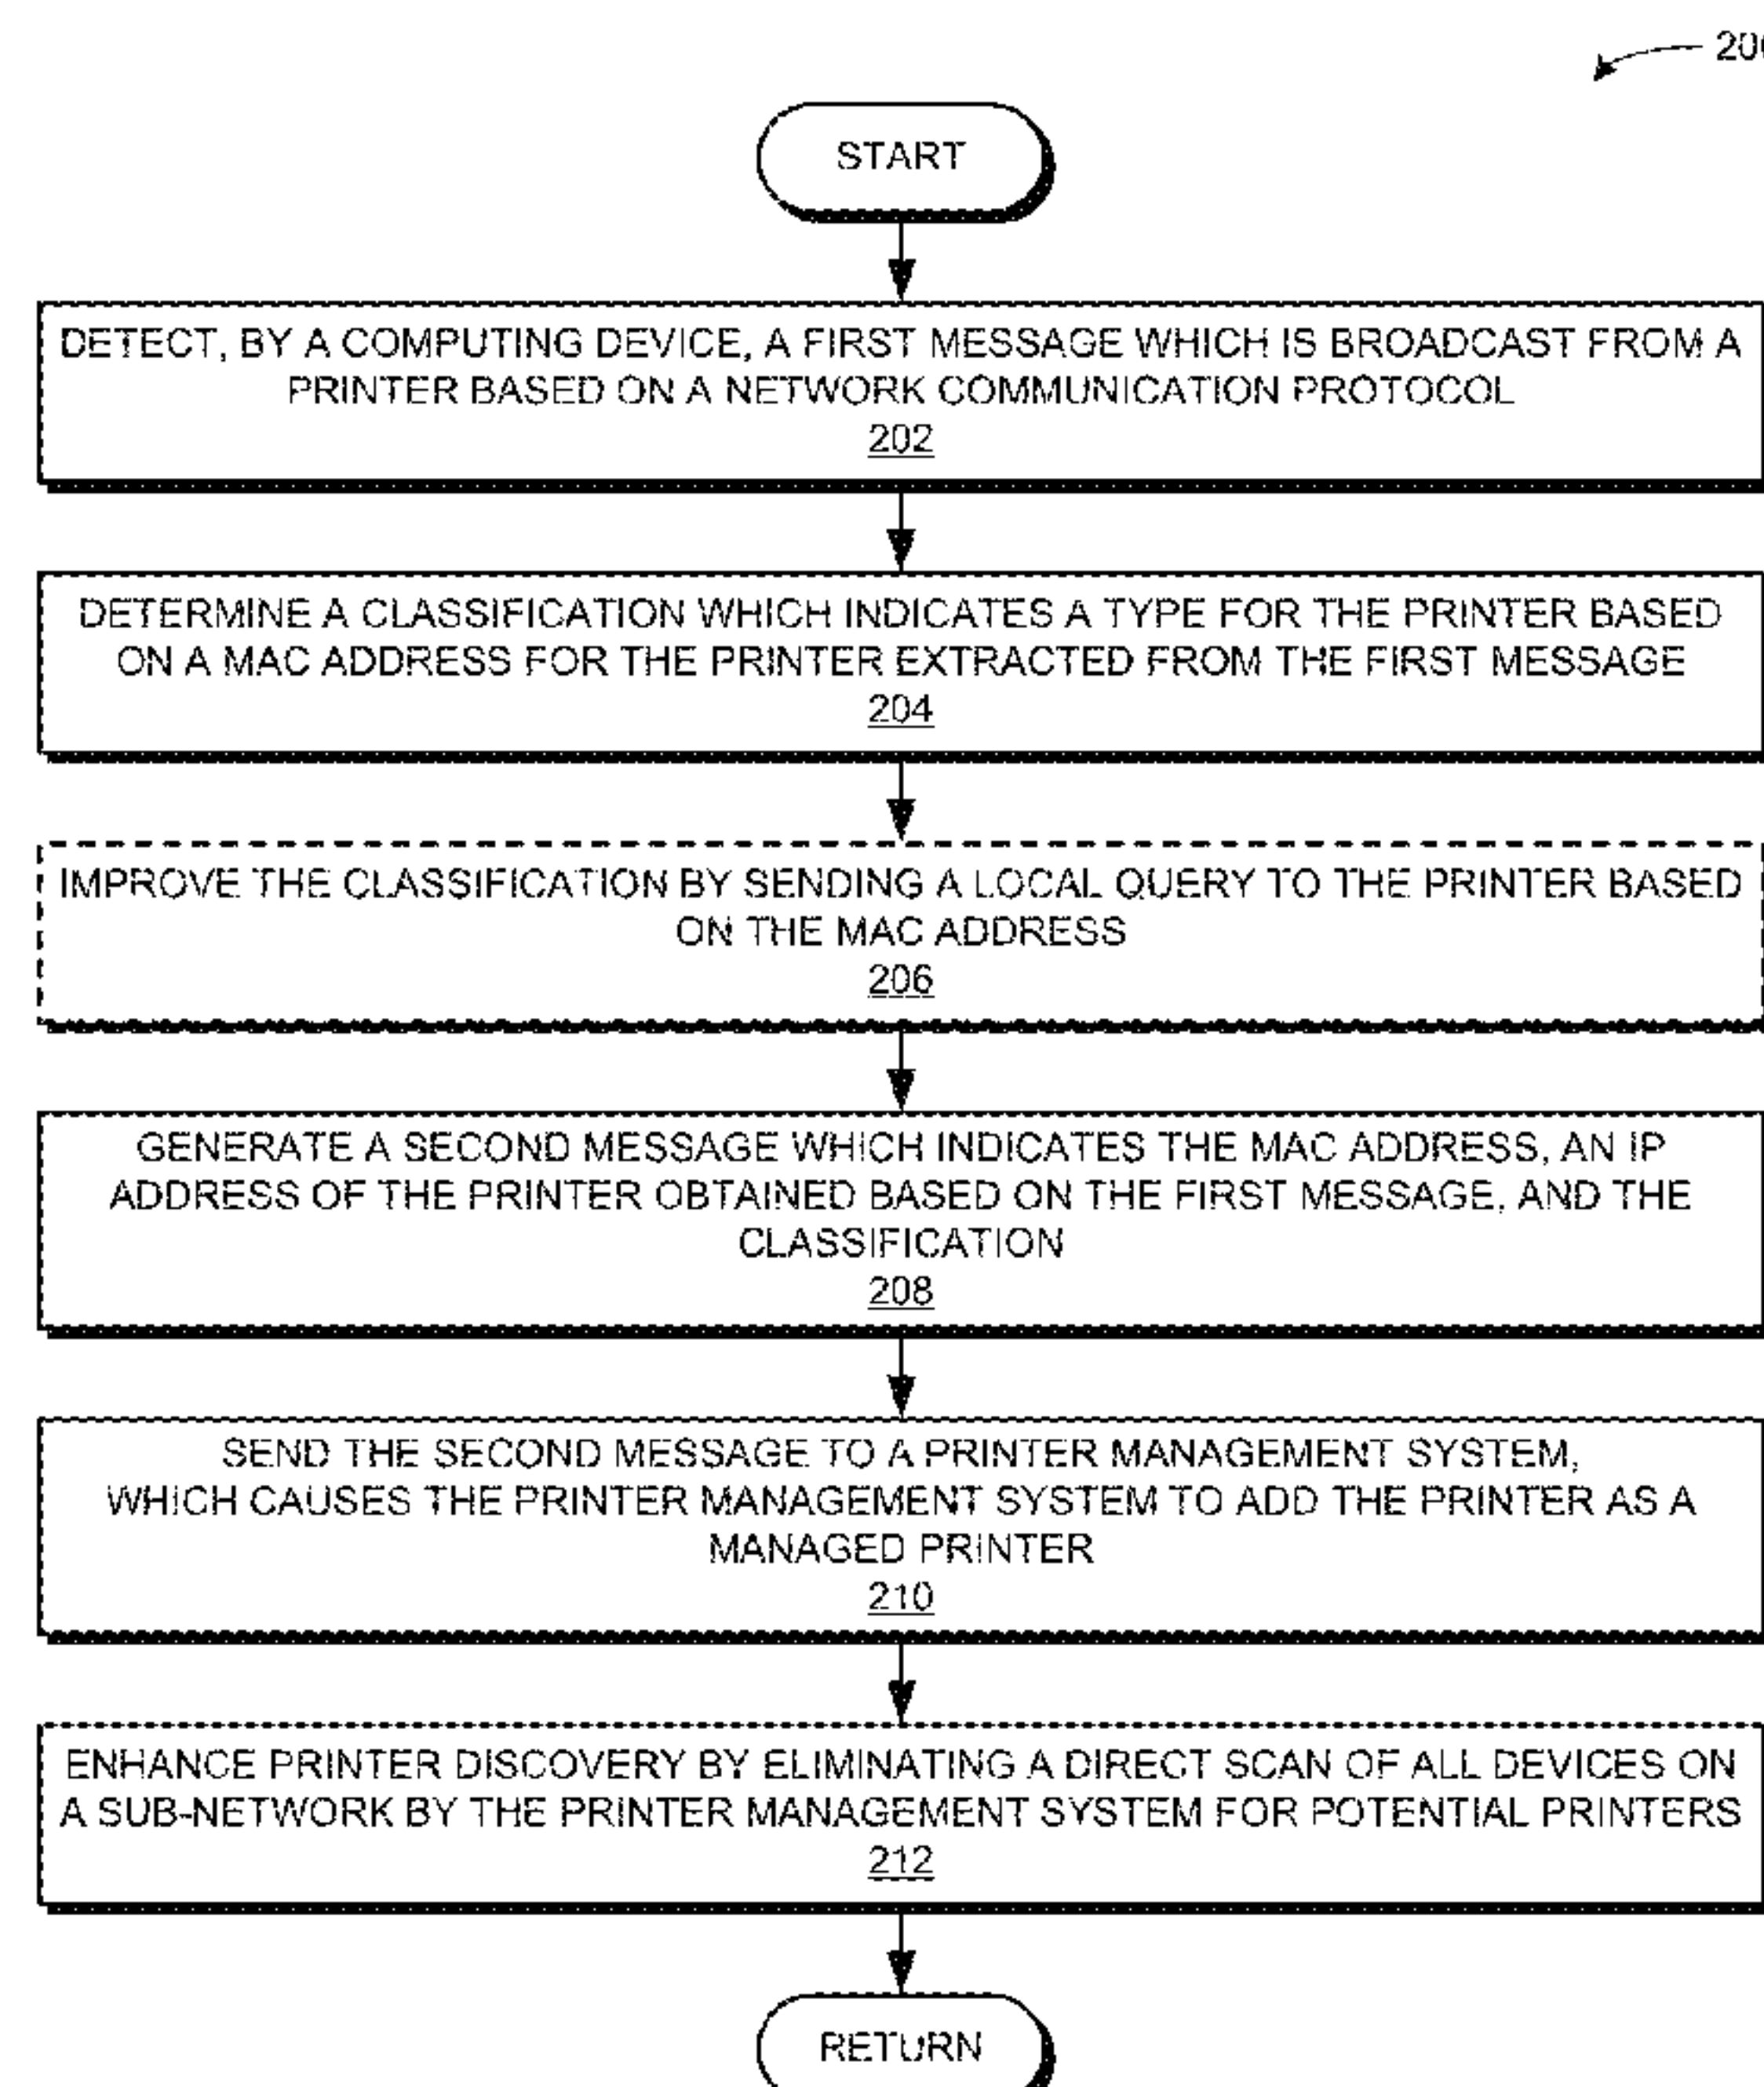 200
START
DETECT, BY A COMPUTING DEVICE, A FIRST MESSAGE WHICH IS BROADCAST FROM A
PRINTER BASED ON A NETWORK COMMUNICATION PROTOCOL
202
DETERMINE A CLASSIFICATION WHICH INDICATES A TYPE FOR THE PRINTER BASED
ON A MAC ADDRESS FOR THE PRINTER EXTRACTED FROM THE FIRST MESSAGE
204
IMPROVE THE CLASSIFICATION BY SENDING A LOCAL QUERY TO THE PRINTER BASED
ON THE MAC ADDRESS
206
GENERATE A SECOND MESSAGE WHICH INDICATES THE MAC ADDRESS, AN IP
ADDRESS OF THE PRINTER OBTAINED BASED ON THE FIRST MESSAGE, AND THE
CLASSIFICATION
208
SEND THE SECOND MESSAGE TO A PRINTER MANAGEMENT SYSTEM,
WHICH CAUSES THE PRINTER MANAGEMENT SYSTEM TO ADD THE PRINTER AS A
MANAGED PRINTER
210
ENHANCE PRINTER DISCOVERY BY ELIMINATING A DIRECT SCAN OF ALL DEVICES ON
A SUB-NETWORK BY THE PRINTER MANAGEMENT SYSTEM FOR POTENTIAL PRINTERS
212
RETURN